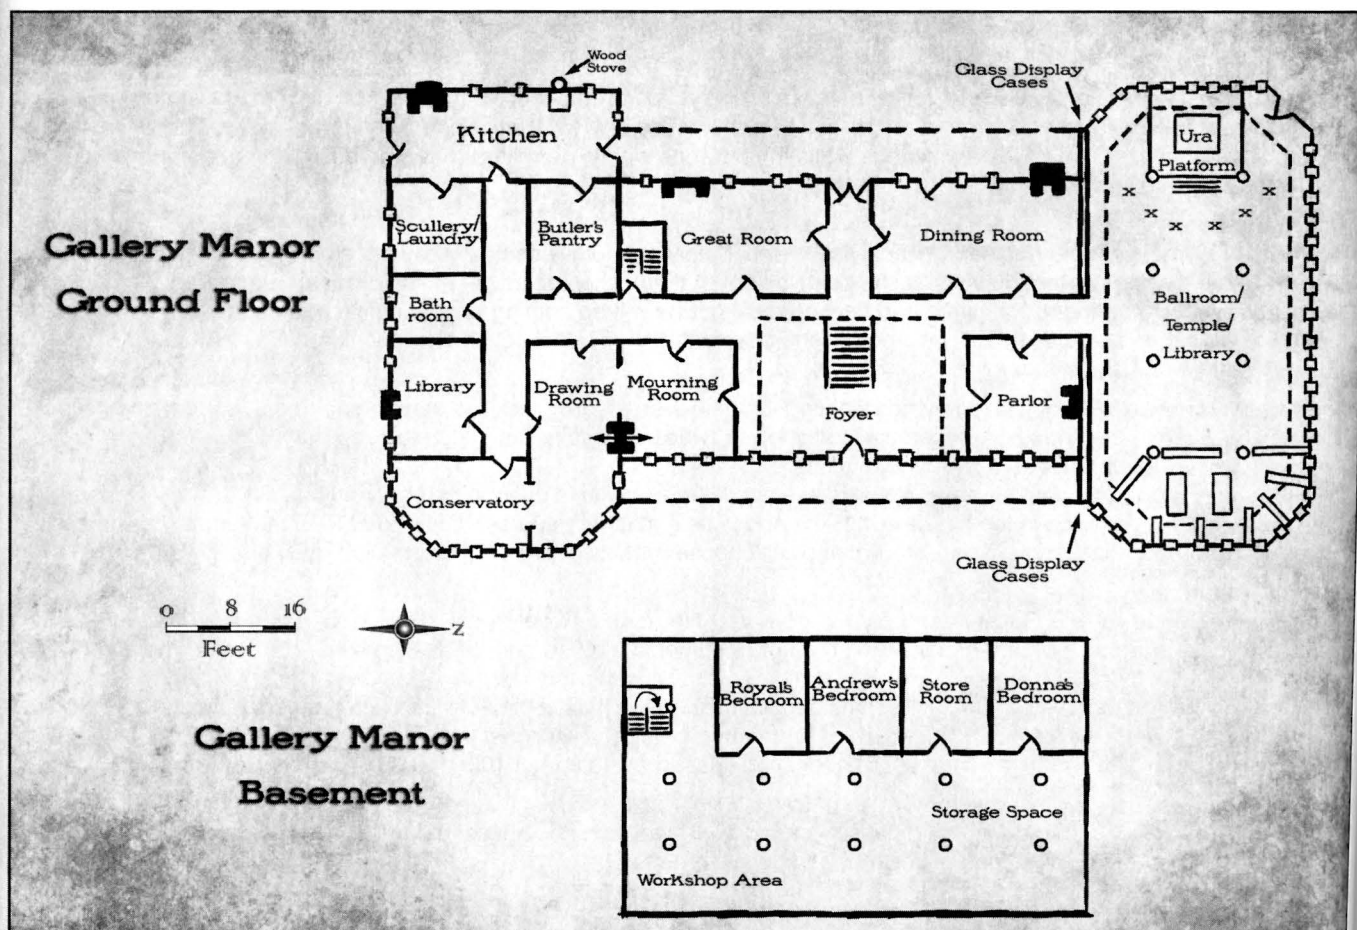 Wood
Stove
Glass Display
Cases
Kitchen
Ura
Platform
x
x
x
x
x
x
Gallery Manor
Ground Floor
Scullery/
Laundry
Butler's
Pantry
Great Room
Dining Room
Bath
room
Ballroom/
Temple/
Library
Library
Drawing
Room
Mourning
Room
Foyer
Parlor
Conservatory
Glass Display
Cases
0 8 16
Feet
Z
Gallery Manor
Basement
Royal's
Bedroom
Andrew's
Bedroom
Store
Room
Donna's
Bedroom
Storage Space
Workshop Area